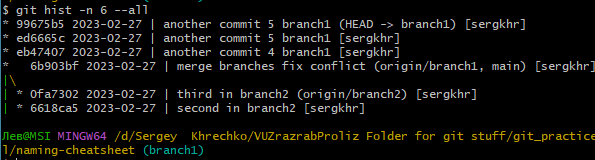 $ git hist -n 6 --all
* 99675b5 2023-02-27 | another commit 5 branch1 (HEAD -> branch1) [sergkhr]
* ed6665c 2023-02-27 | another commit 5 branch1 [sergkhr]
* eb47407 2023-02-27 | another commit 4 branch1 [sergkhr]
*   6b903bf 2023-02-27 | merge branches fix conflict (origin/branch1, main) [sergkhr]
|\
| * 0fa7302 2023-02-27 | third in branch2 (origin/branch2) [sergkhr]
| * 6618ca5 2023-02-27 | second in branch2 [sergkhr]
Лев@MSI MINGW64 /d/Sergey  Khrechko/VUZrazrabProliz Folder for git stuff/git_practice
l/naming-cheatsheet (branch1)